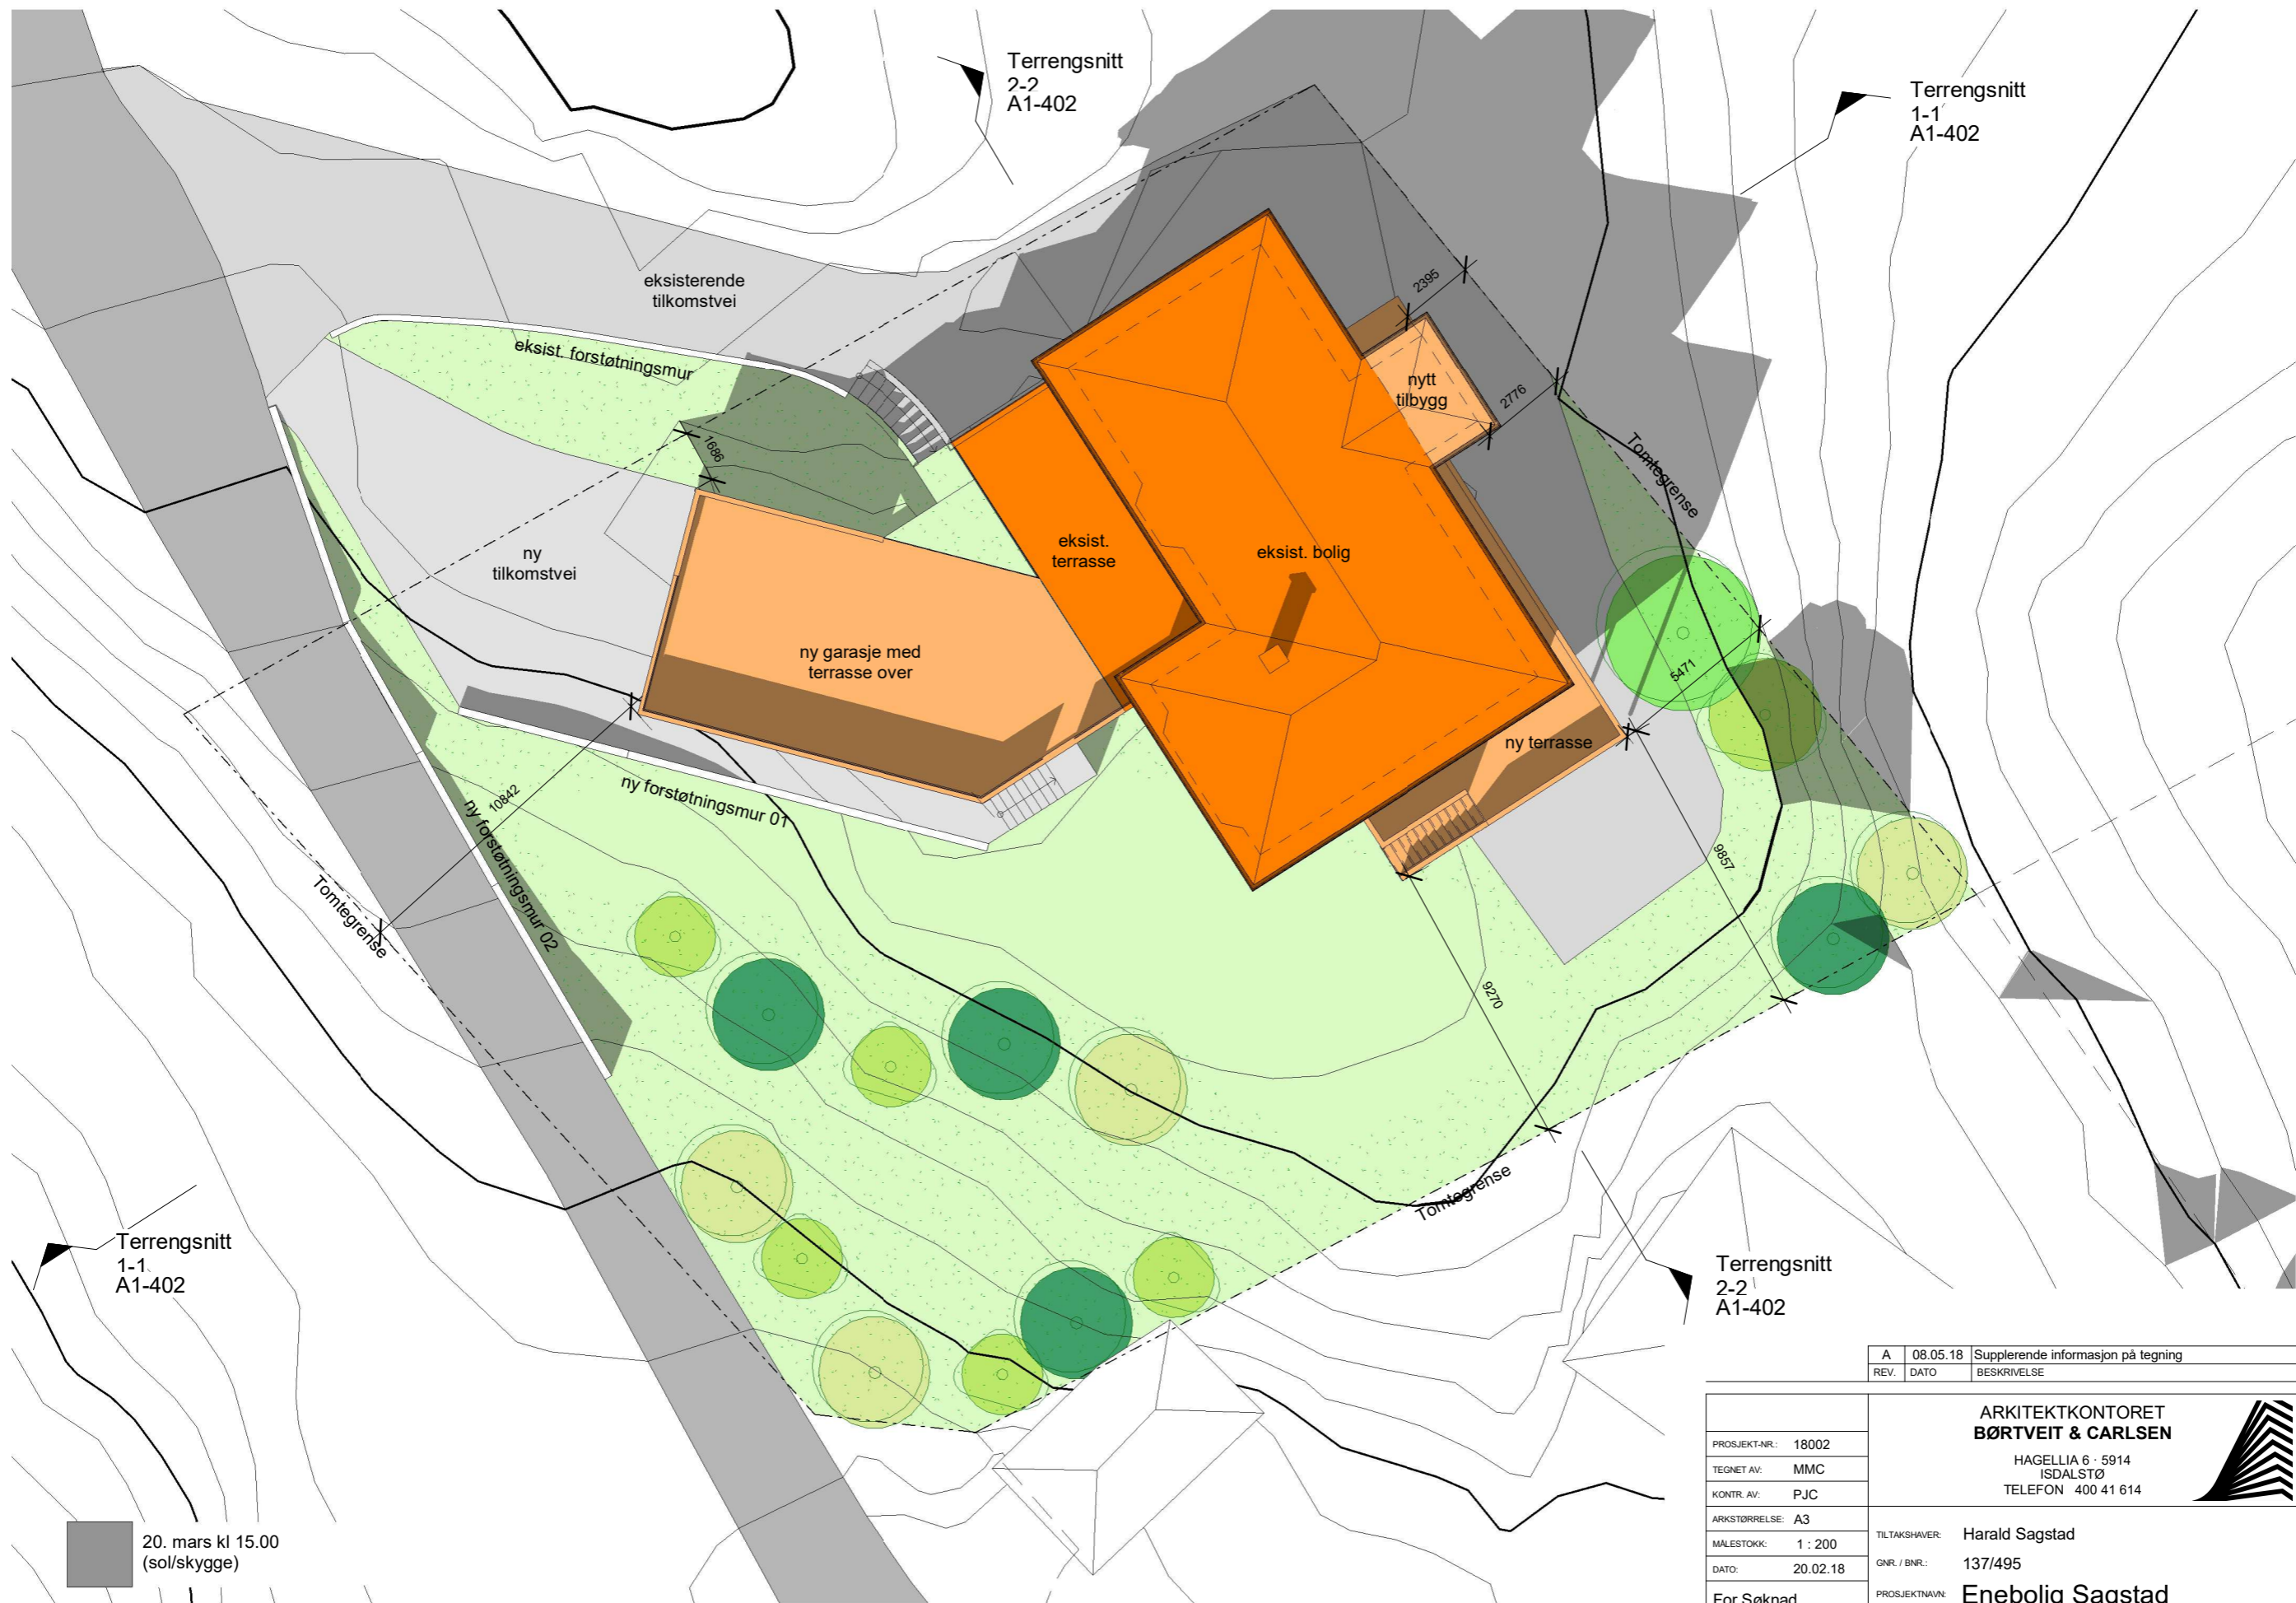 Terrengsnitt
2-2
A1-402
Terrengsnitt
1-1
A1-402
eksisterende
tilkomstvei
2395
eksist. forstøtningsmur
nytt
tilbygg
2776
1686
Tomtegrense
ny
tilkomstvei
eksist.
terrasse
eksist. bolig
ny garasje med
terrasse over
5471
ny terrasse
ny forstøtningsmur 01
10842
ny forstøtningsmur 02
9857
Tomtegrense
9270
Tomtegrense
Terrengsnitt
1-1
A1-402
Terrengsnitt
2-2
A1-402
20. mars kl 15.00
(sol/skygge)
A 08.05.18 Supplerende informasjon på tegning
REV. DATO BESKRIVELSE
ARKITEKTKONTORET
BØRTVEIT & CARLSEN
HAGELLIA 6 · 5914
ISDALSTØ
TELEFON 400 41 614
PROSJEKT-NR.: 18002
TEGNET AV: MMC
KONTR. AV: PJC
ARKSTØRRELSE: A3
MÅLESTOKK: 1 : 200
DATO: 20.02.18
For Søknad
TILTAKSHAVER: Harald Sagstad
GNR. / BNR.: 137/495
PROSJEKTNAVN: Enebolig Sagstad